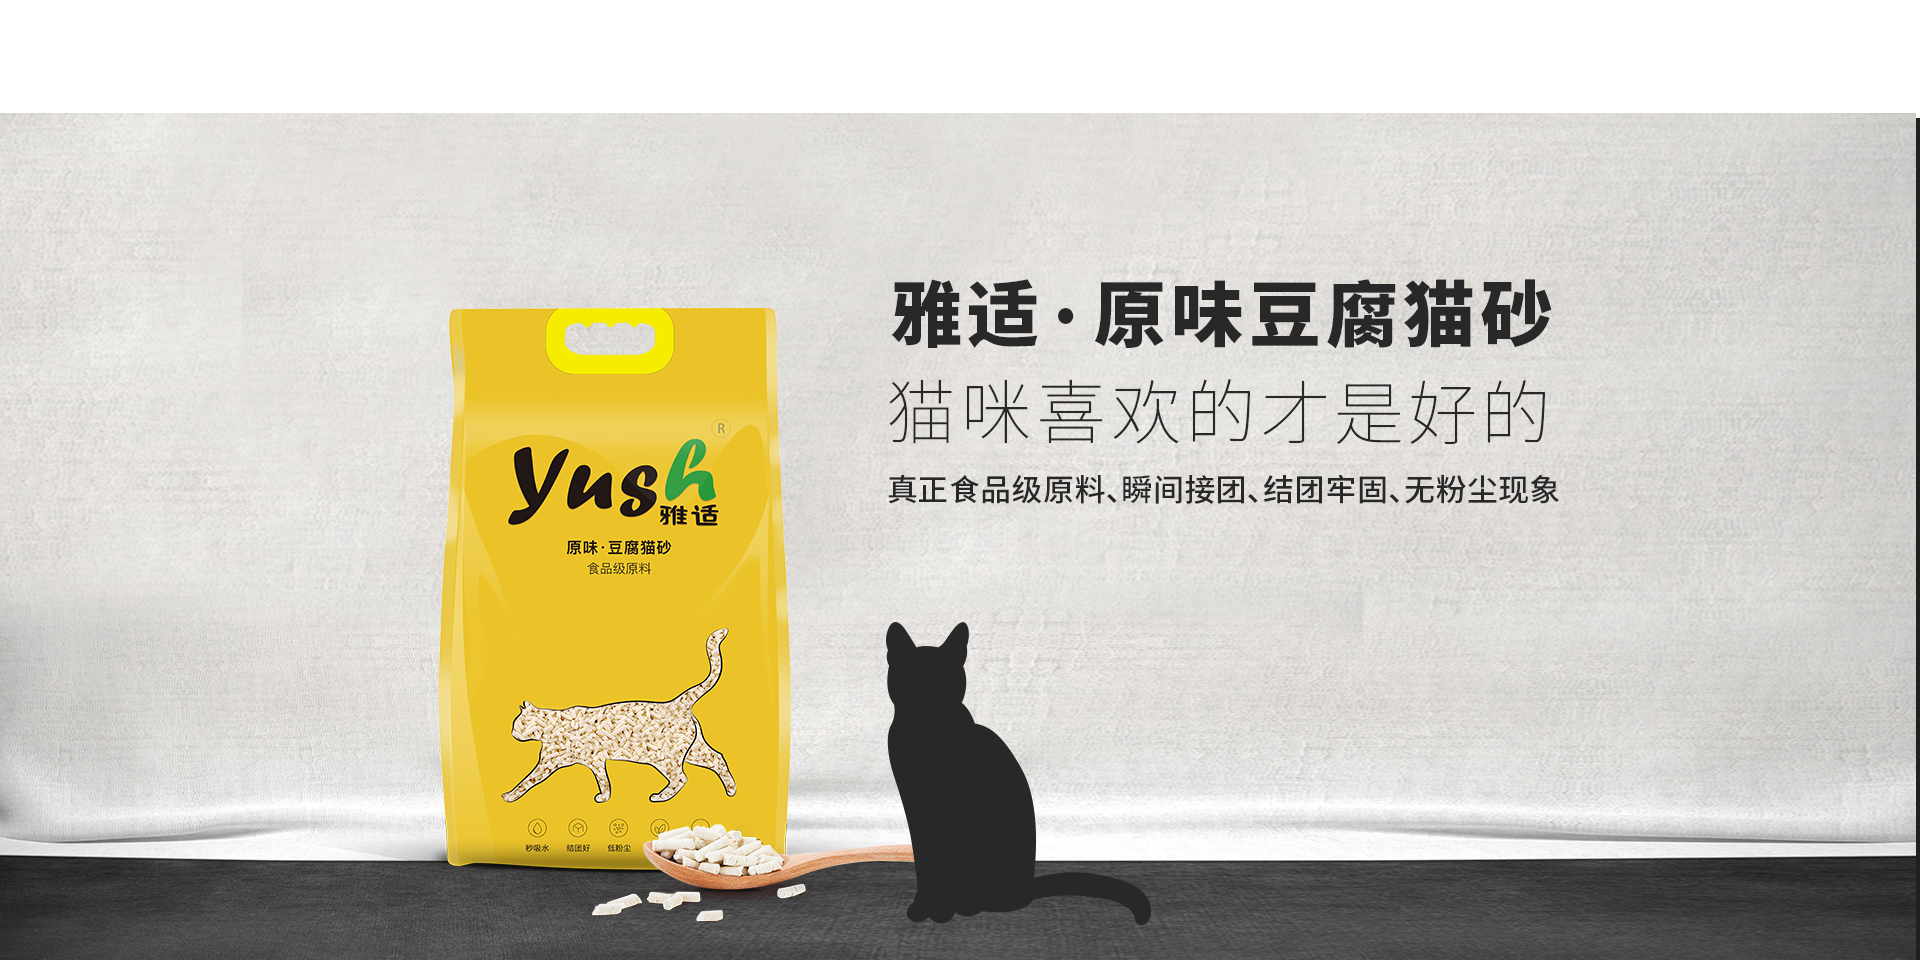 雅适·原味豆腐猫砂
猫咪喜欢的才是好的
真正食品级原料、瞬间接团、结团牢固、无粉尘现象
R
yush
雅适
原味·豆腐猫砂
食品级原料
秒吸水 结团好 低粉尘